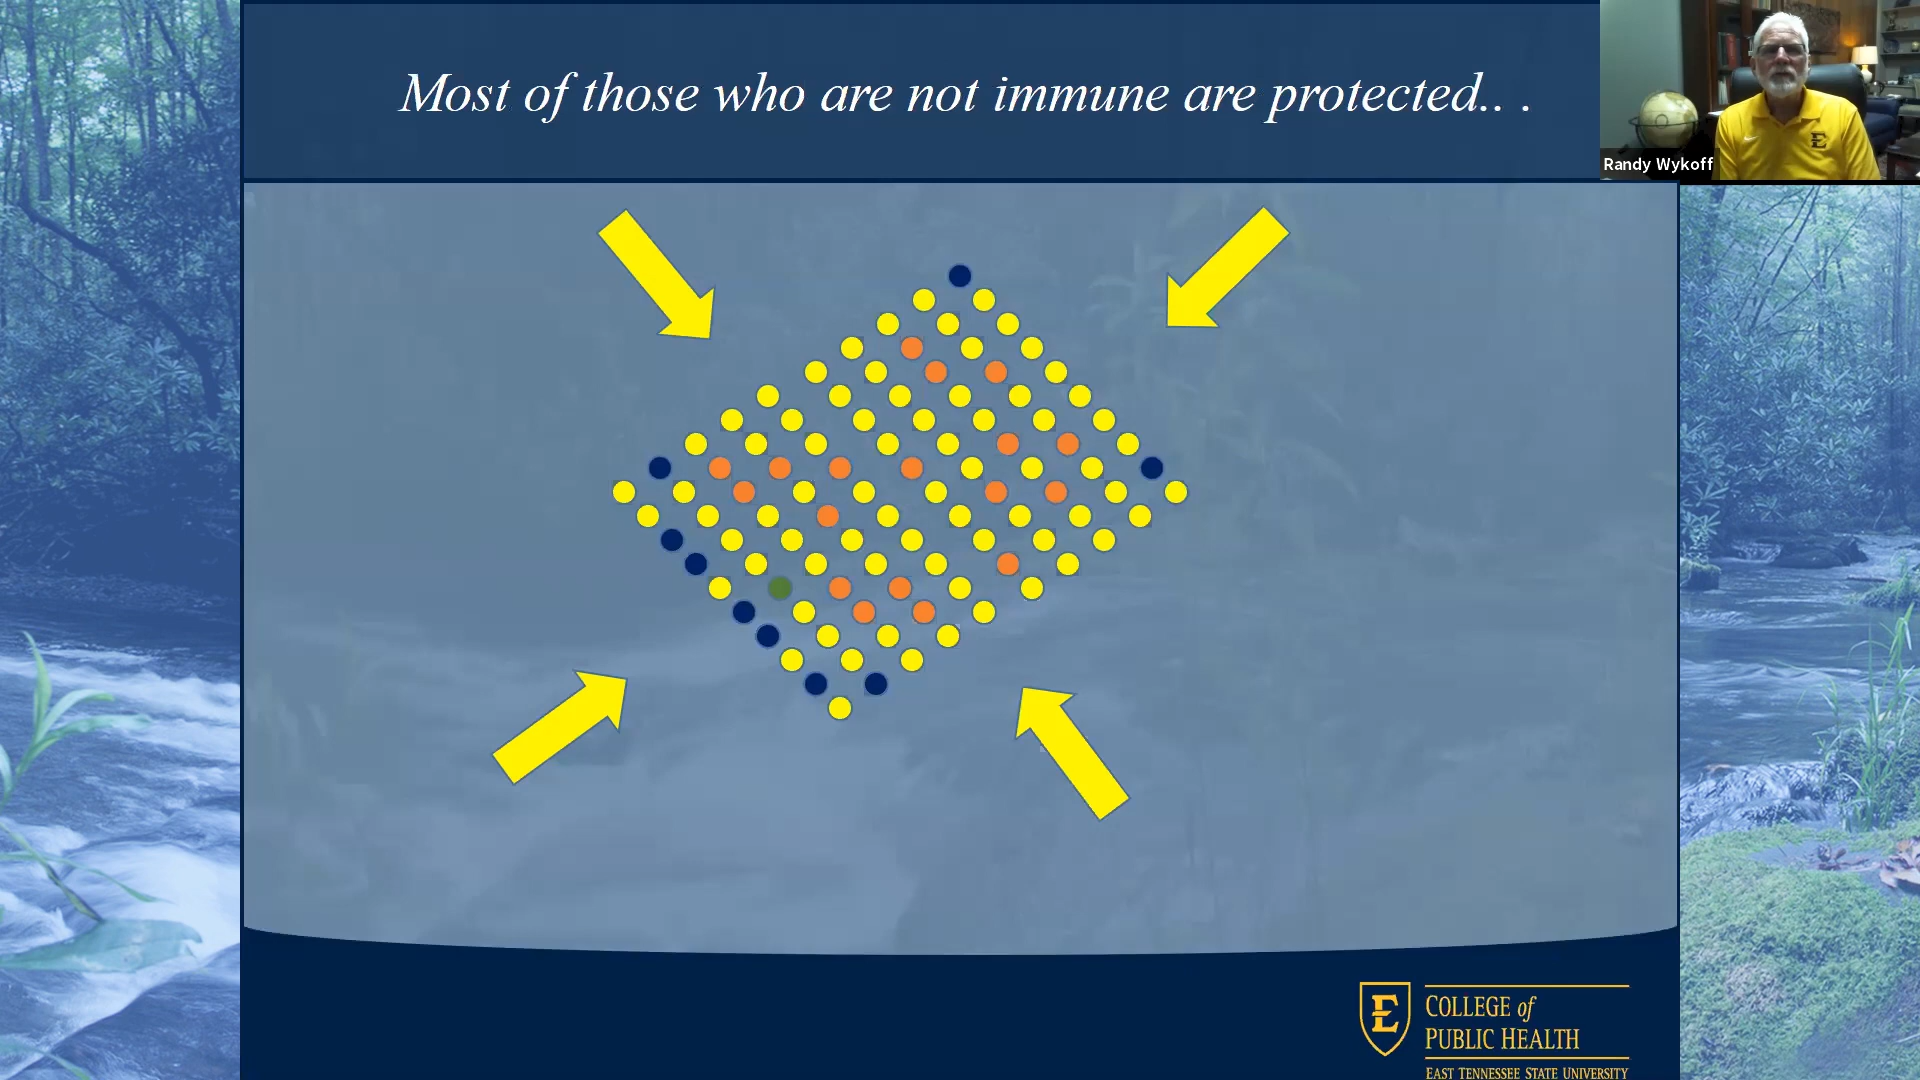 Most of those who are not immune are protected.. .
Randy Wykoff
E
E
COLLEGE of
PUBLIC HEALTH
EAST TENNESSEE STATE UNIVERSITY